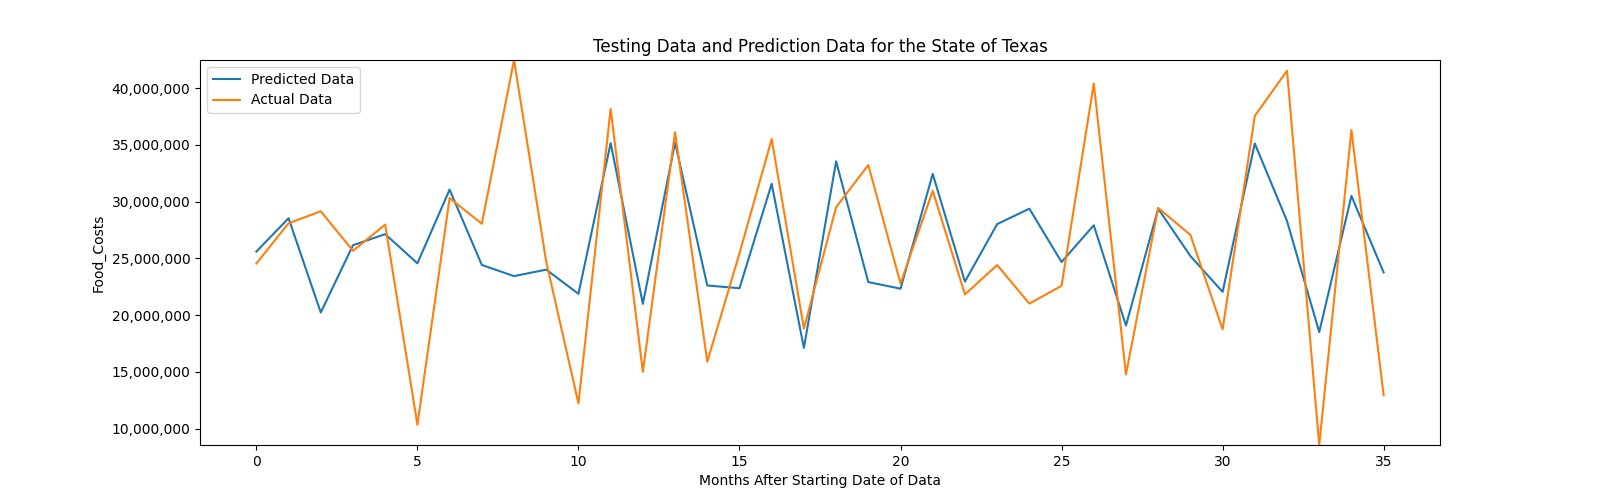 Testing Data and Prediction Data for the State of Texas
Predicted Data
Actual Data
40,000,000
35,000,000
30,000,000
25,000,000
20,000,000
15,000,000
10,000,000
Food_Costs
0 5 10 15 20 25 30 35
Months After Starting Date of Data